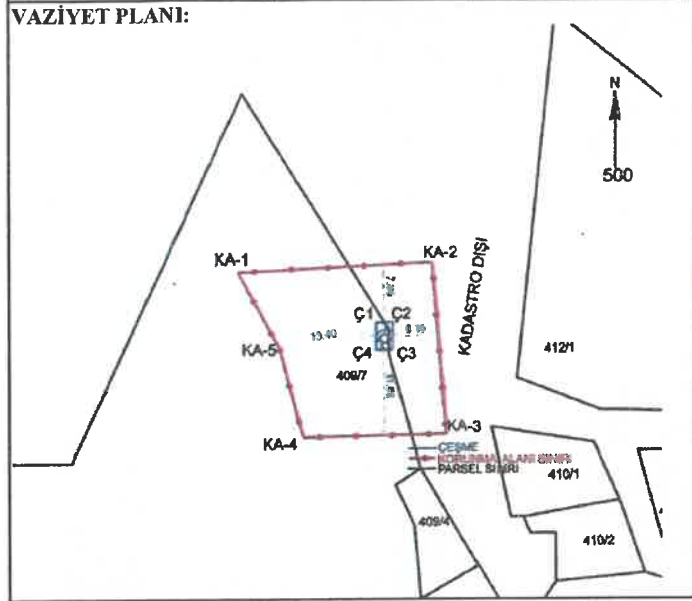 VAZİYET PLANI:
N
500
KA-1
KA-2
KADASTRO DIŞI
Ç1
Ç2
13.40
Ç4
Ç3
KA-5
409/7
412/1
KA-3
KA-4
ÇEŞME
KORUNMA ALANI SINIRI
PARSEL SINIRI
410/1
409/4
410/2